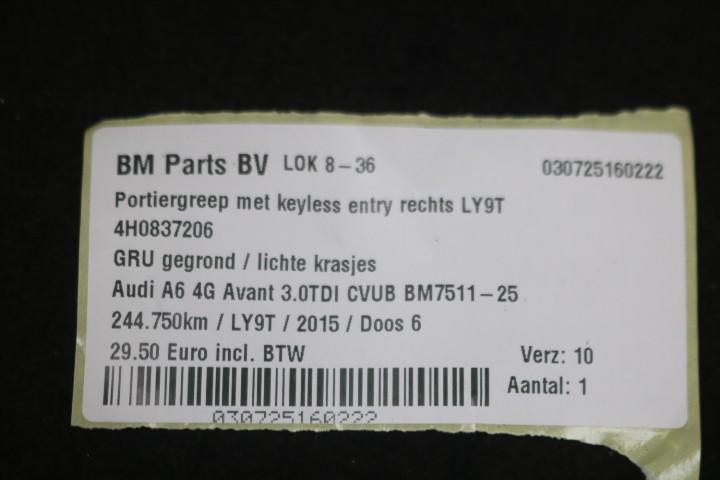 BM Parts BV LOK 8-36 030725160222
Portiergreep met keyless entry rechts LY9T
4H0837206
GRU gegrond / lichte krasjes
Audi A6 4G Avant 3.0TDI CVUB BM7511-25
244.750km / LY9T / 2015 / Doos 6
29.50 Euro incl. BTW Verz: 10
Aantal: 1
030725160222